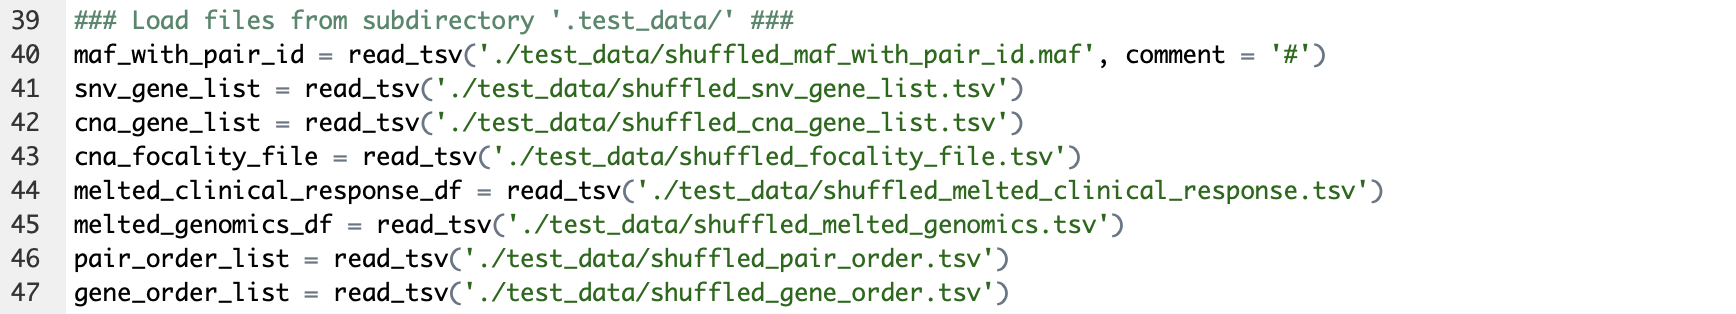 39 ### Load files from subdirectory '.test_data/' ###
40 maf_with_pair_id = read_tsv('./test_data/shuffled_maf_with_pair_id.maf', comment = '#')
41 snv_gene_list = read_tsv('./test_data/shuffled_snv_gene_list.tsv')
42 cna_gene_list = read_tsv('./test_data/shuffled_cna_gene_list.tsv')
43 cna_focality_file = read_tsv('./test_data/shuffled_focality_file.tsv')
44 melted_clinical_response_df = read_tsv('./test_data/shuffled_melted_clinical_response.tsv')
45 melted_genomics_df = read_tsv('./test_data/shuffled_melted_genomics.tsv')
46 pair_order_list = read_tsv('./test_data/shuffled_pair_order.tsv')
47 gene_order_list = read_tsv('./test_data/shuffled_gene_order.tsv')